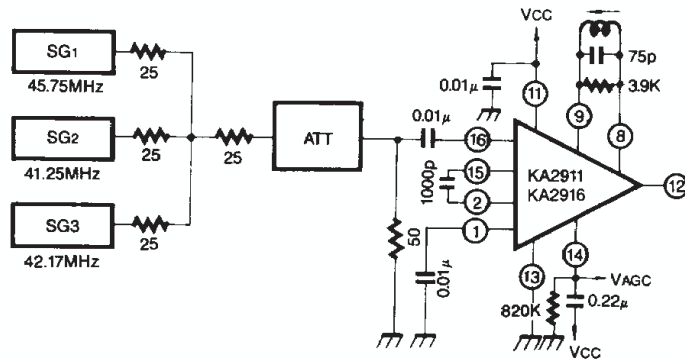 VCC
SG1
25
45.75MHz
SG2
25
41.25MHz
SG3
25
42.17MHz
25
ATT
50
0.01μ
0.01μ
1000p
0.01μ
16
15
2
1
11
9
8
75p
3.9K
KA2911
KA2916
12
13
14
820K
VAGC
0.22μ
VCC